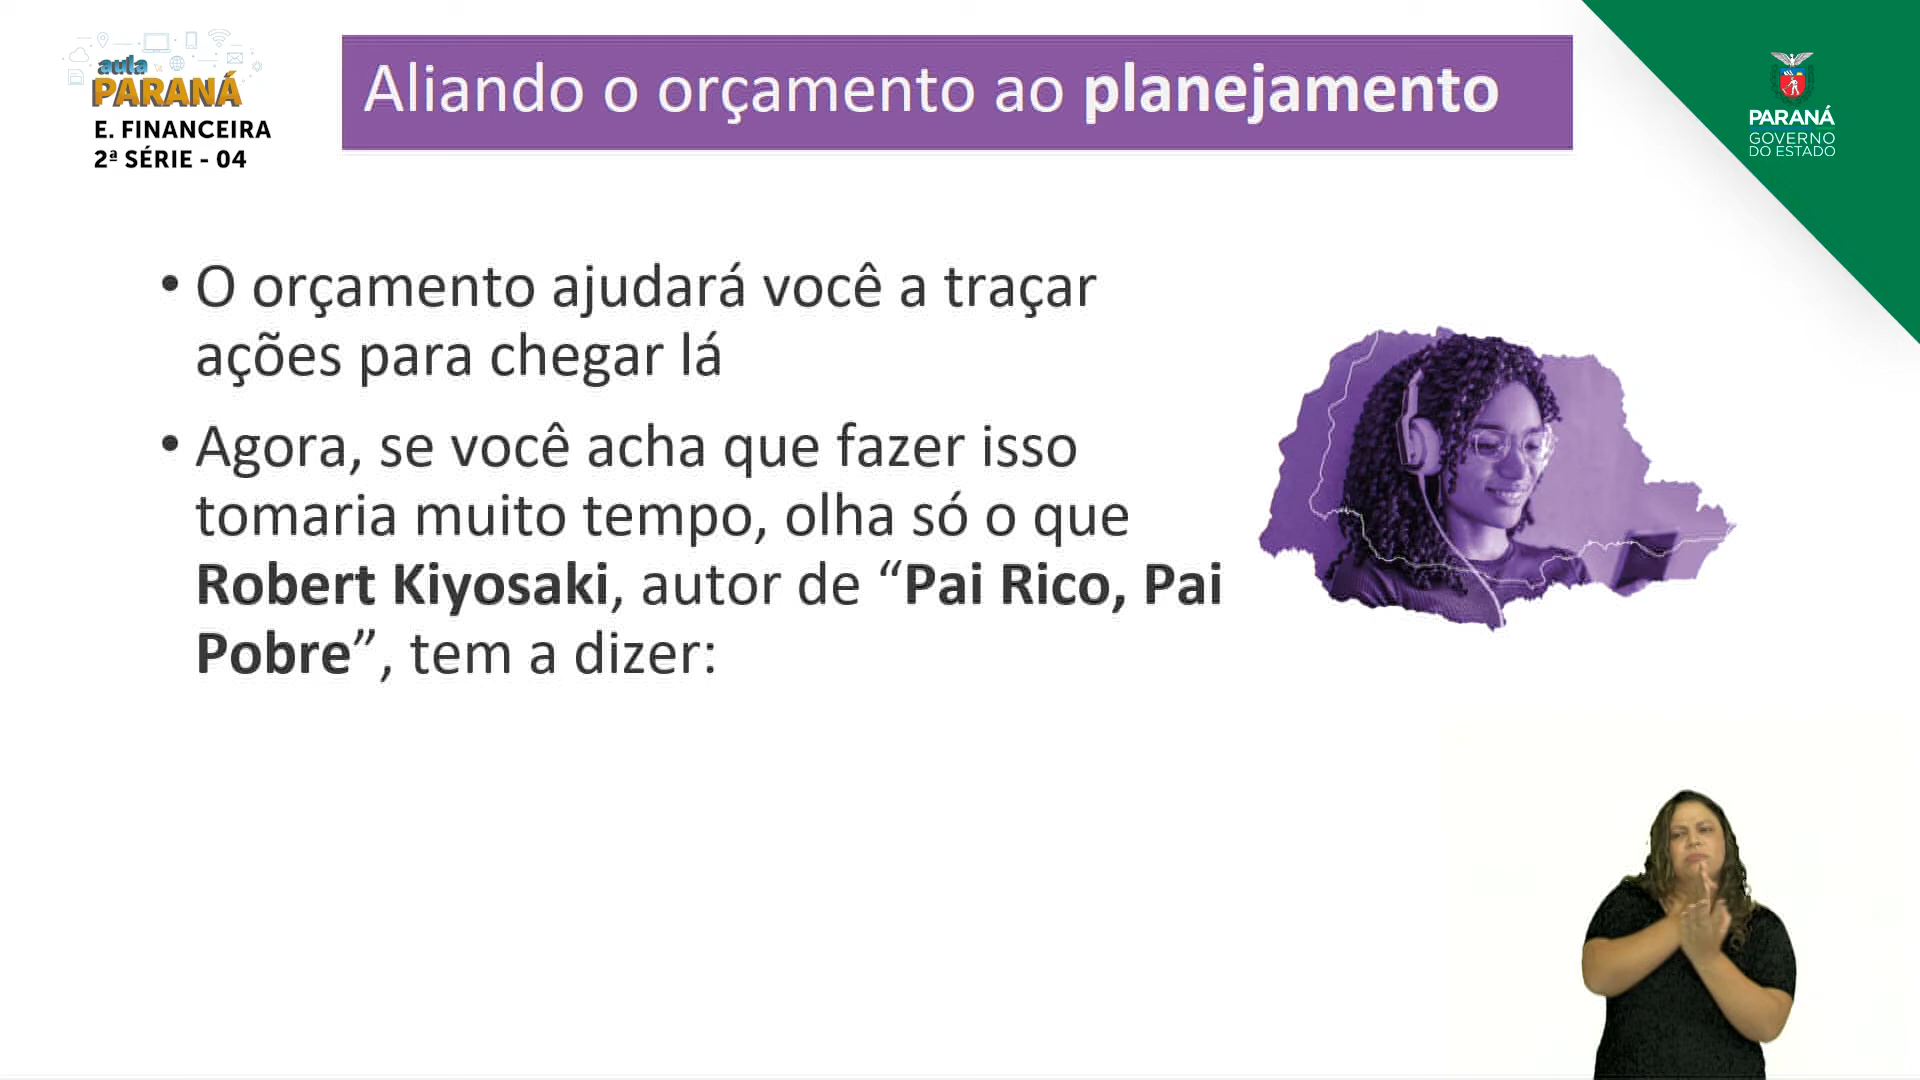 aula
PARANÁ
E. FINANCEIRA
2ª SÉRIE - 04
Aliando o orçamento ao planejamento
PARANÁ
GOVERNO
DO ESTADO
• O orçamento ajudará você a traçar
ações para chegar lá
• Agora, se você acha que fazer isso
tomaria muito tempo, olha só o que
Robert Kiyosaki, autor de “Pai Rico, Pai
Pobre”, tem a dizer: